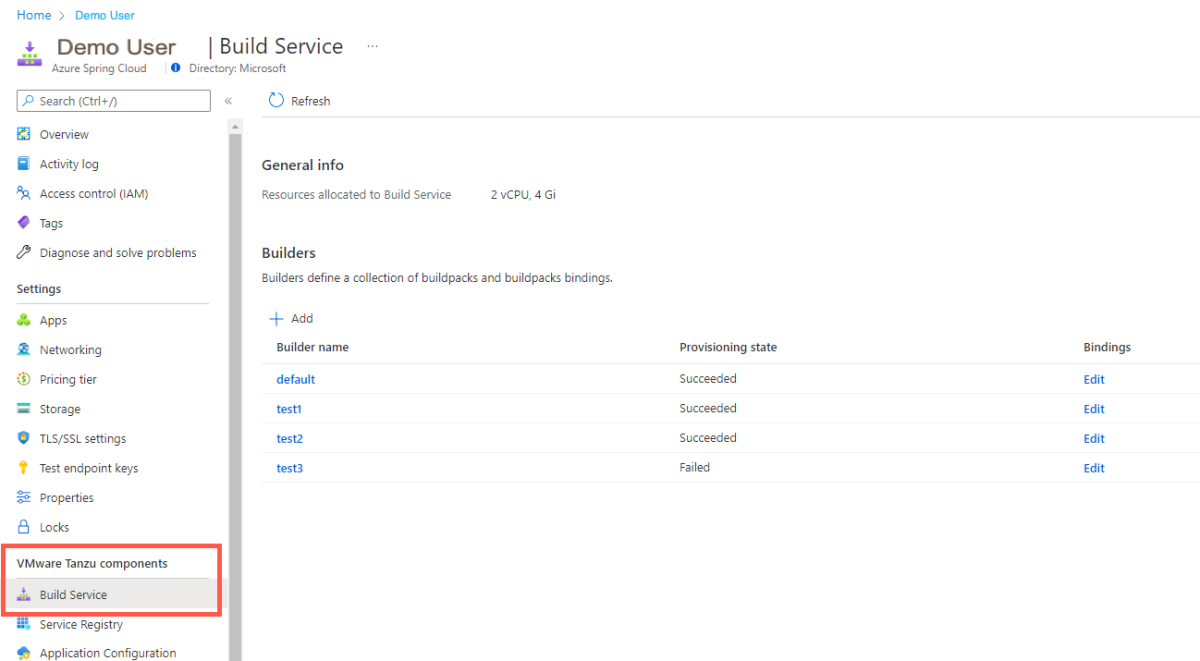 Home > Demo User
Demo User | Build Service ...
Azure Spring Cloud | Directory: Microsoft
Search (Ctrl+/) «
Overview
Activity log
Access control (IAM)
Tags
Diagnose and solve problems
Settings
Apps
Networking
Pricing tier
Storage
TLS/SSL settings
Test endpoint keys
Properties
Locks
VMware Tanzu components
Build Service
Service Registry
Application Configuration
Refresh
General info
Resources allocated to Build Service 2 vCPU, 4 Gi
Builders
Builders define a collection of buildpacks and buildpacks bindings.
+ Add
Builder name Provisioning state Bindings
default Succeeded Edit
test1 Succeeded Edit
test2 Succeeded Edit
test3 Failed Edit